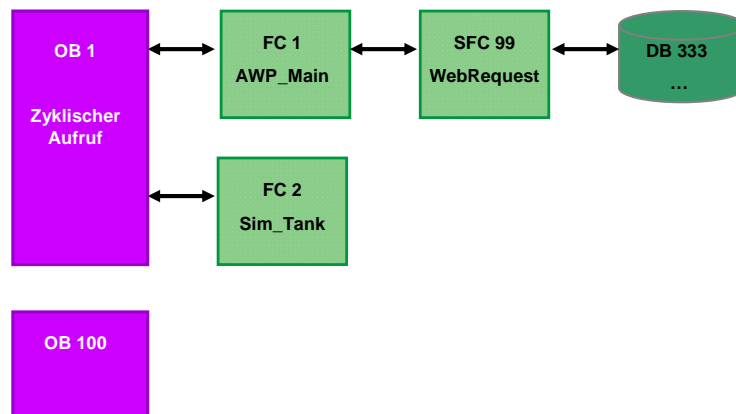 OB 1
Zyklischer
Aufruf
FC 1
AWP_Main
SFC 99
WebRequest
DB 333
...
FC 2
Sim_Tank
OB 100